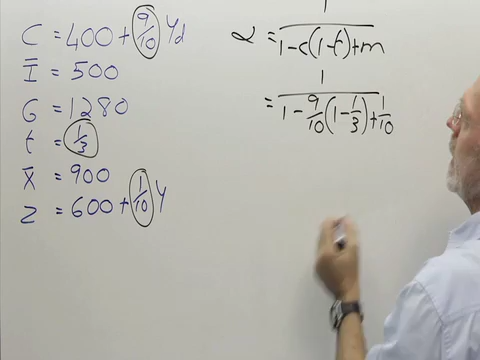 C = 400 + 9/10 Yd
Ī = 500
G = 1280
t = 1/3
X̄ = 900
Z = 600 + 1/10 Y
α = 1/(1-c(1-t)+m)
= 1/(1-9/10(1-1/3)+1/10)